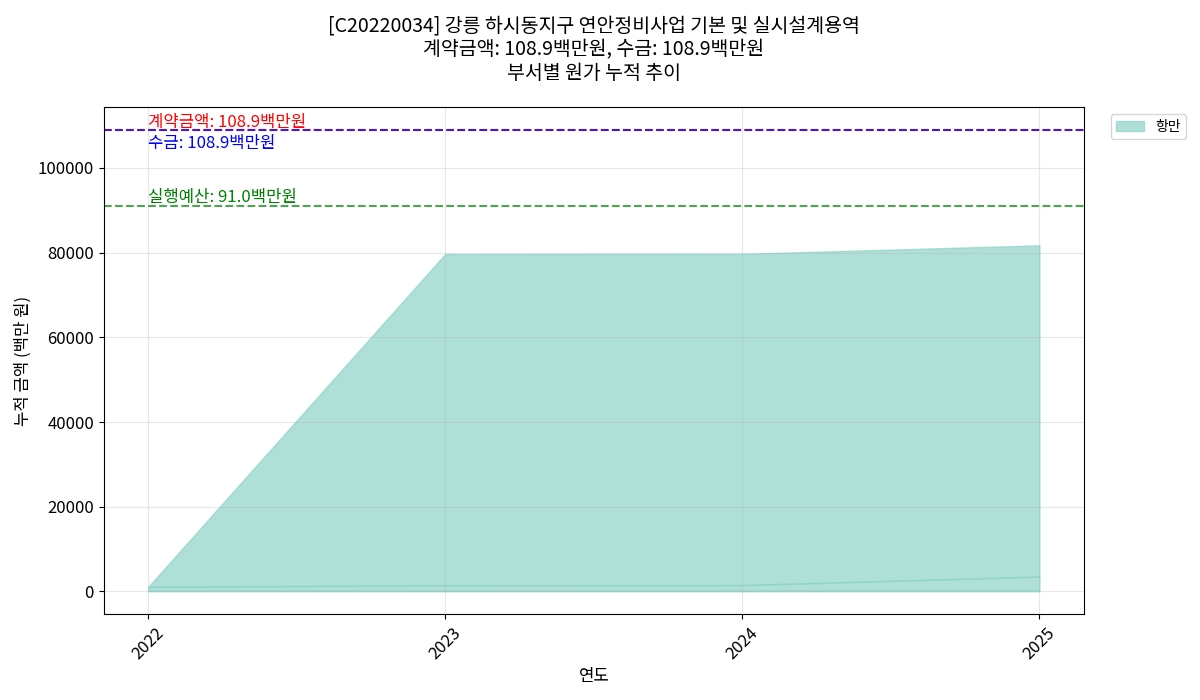 [C20220034] 강릉 하시동지구 연안정비사업 기본 및 실시설계용역
계약금액: 108.9백만원, 수금: 108.9백만원
부서별 원가 누적 추이
계약금액: 108.9백만원
수금: 108.9백만원
실행예산: 91.0백만원
항만
누적 금액 (백만 원)
100000
80000
60000
40000
20000
0
2022
2023
2024
2025
연도